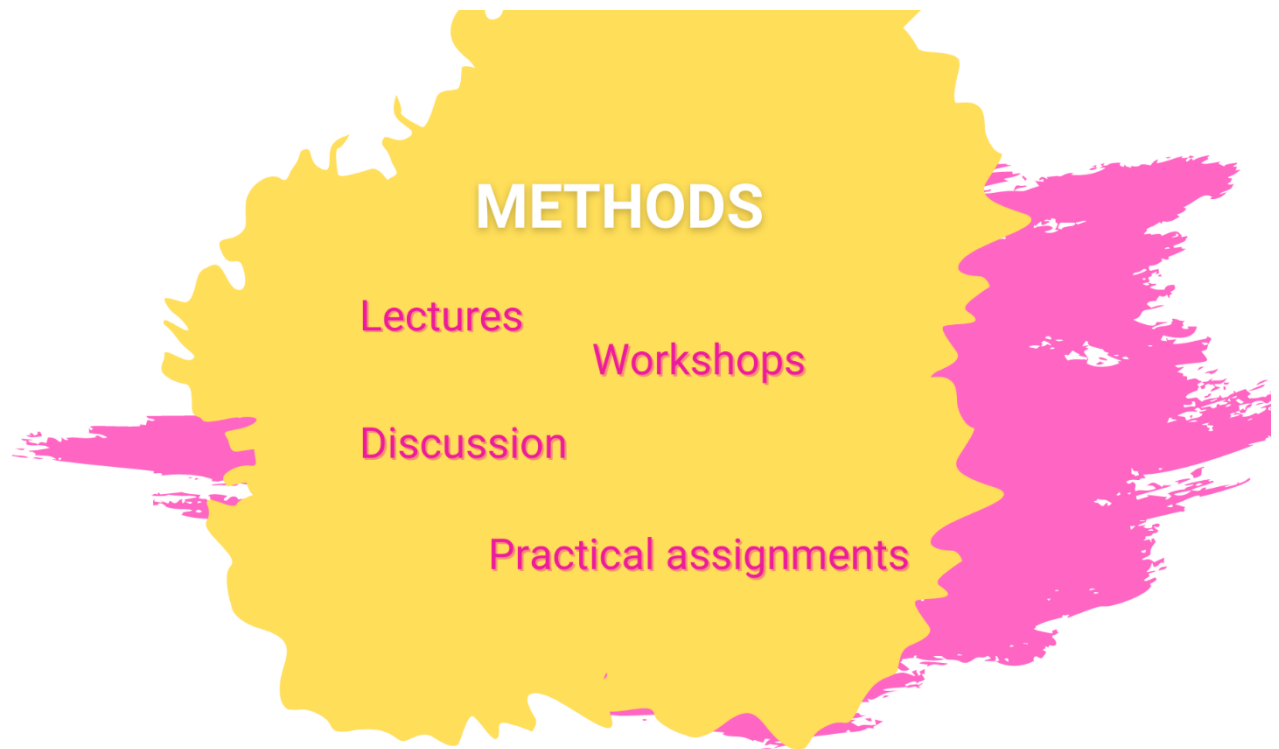 METHODS
Lectures
Workshops
Discussion
Practical assignments